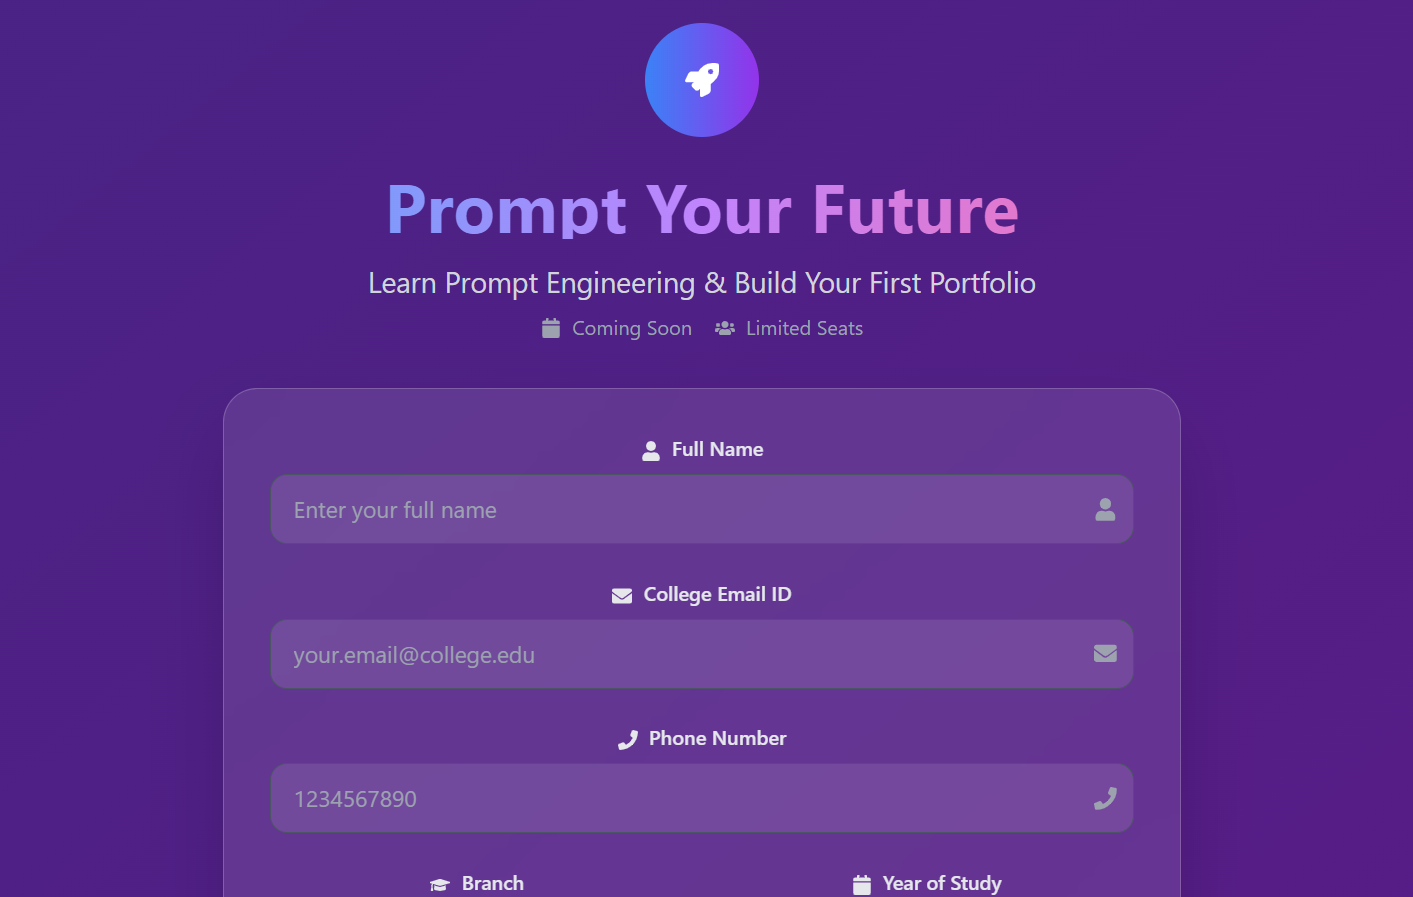 Prompt Your Future
Learn Prompt Engineering & Build Your First Portfolio
Coming Soon Limited Seats
Full Name
Enter your full name
College Email ID
your.email@college.edu
Phone Number
1234567890
Branch Year of Study